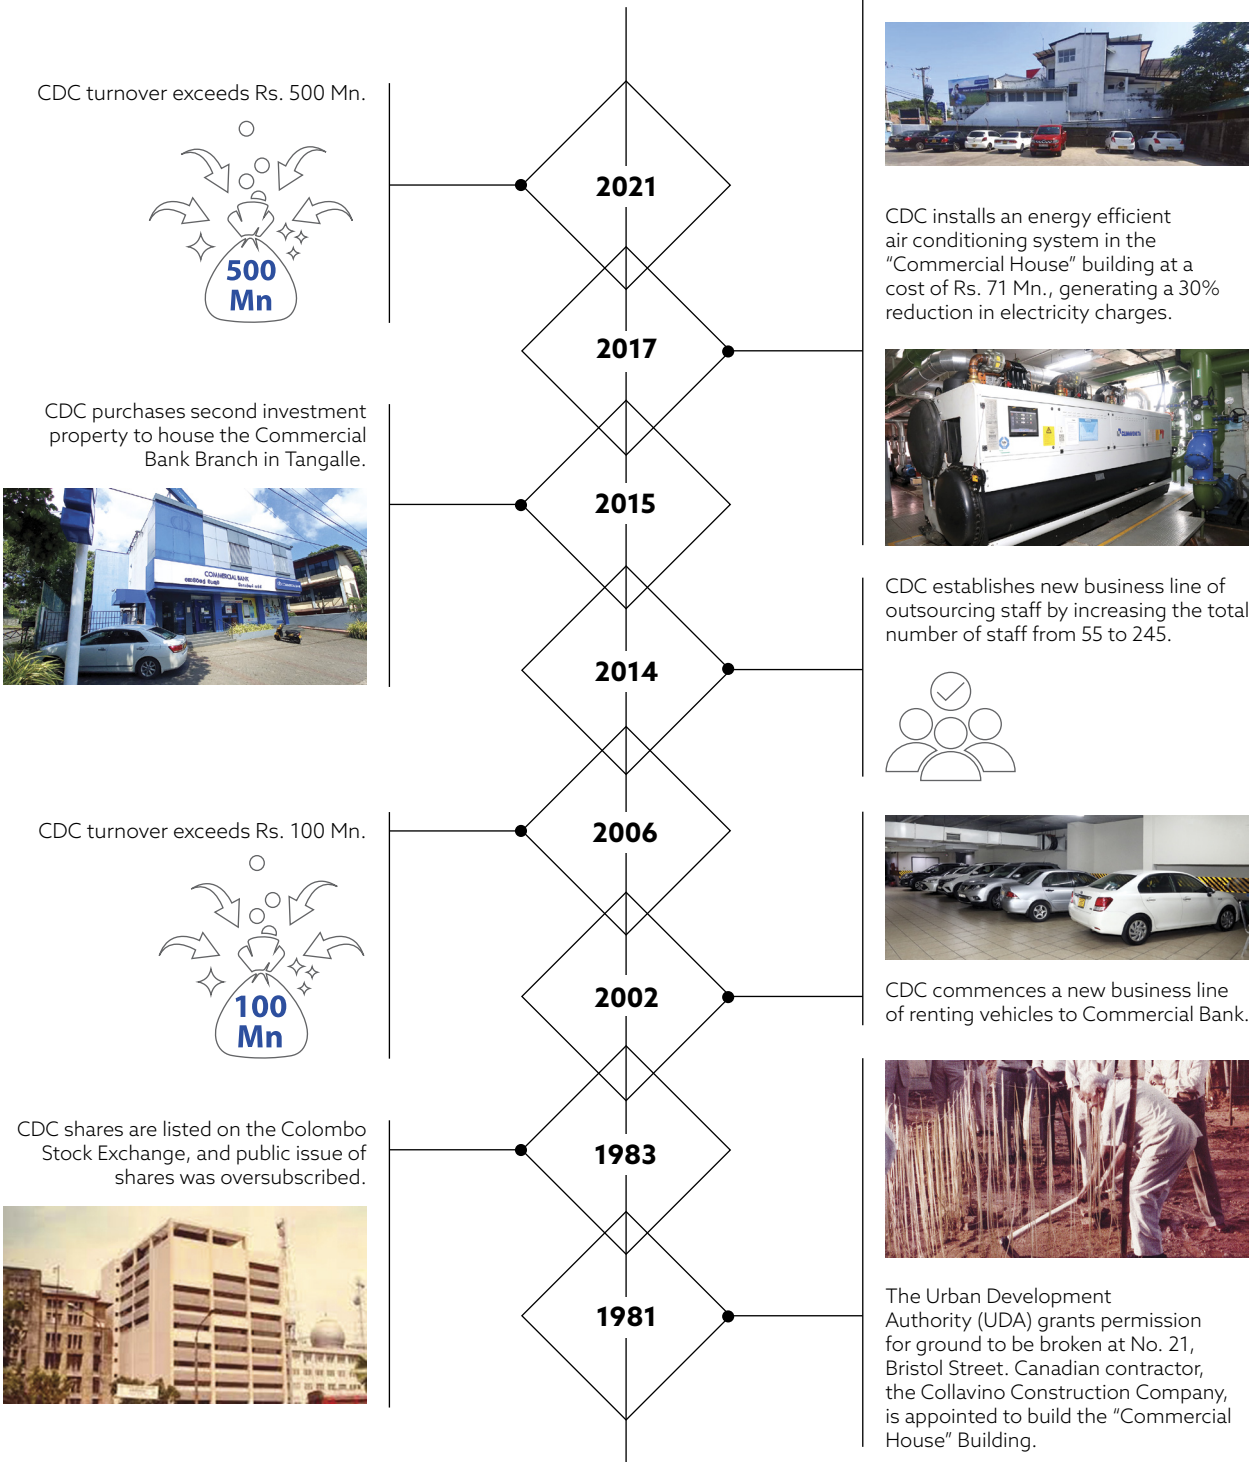 CDC turnover exceeds Rs. 500 Mn.
500
Mn
2021
CDC installs an energy efficient
air conditioning system in the
“Commercial House” building at a
cost of Rs. 71 Mn., generating a 30%
reduction in electricity charges.
2017
CDC purchases second investment
property to house the Commercial
Bank Branch in Tangalle.
COMMERCIAL BANK
2015
CDC establishes new business line of
outsourcing staff by increasing the total
number of staff from 55 to 245.
2014
CDC turnover exceeds Rs. 100 Mn.
100
Mn
2006
2002
CDC commences a new business line
of renting vehicles to Commercial Bank.
CDC shares are listed on the Colombo
Stock Exchange, and public issue of
shares was oversubscribed.
1983
1981
The Urban Development
Authority (UDA) grants permission
for ground to be broken at No. 21,
Bristol Street. Canadian contractor,
the Collavino Construction Company,
is appointed to build the “Commercial
House” Building.